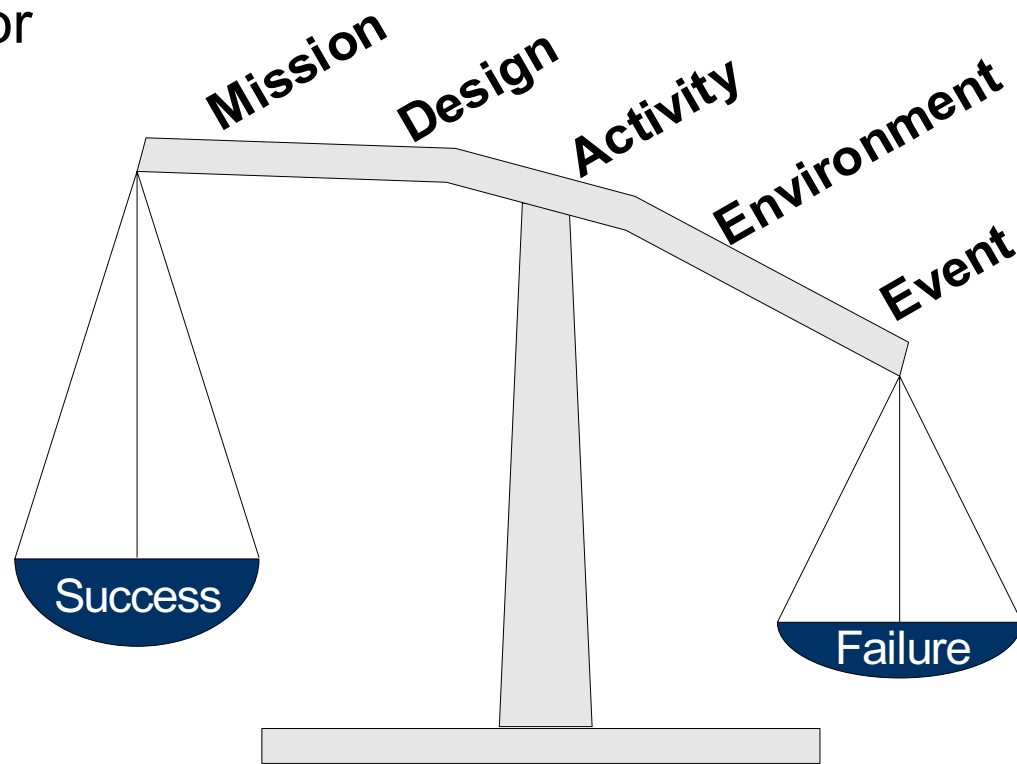 or
Mission
Design
Activity
Environment
Event
Success
Failure